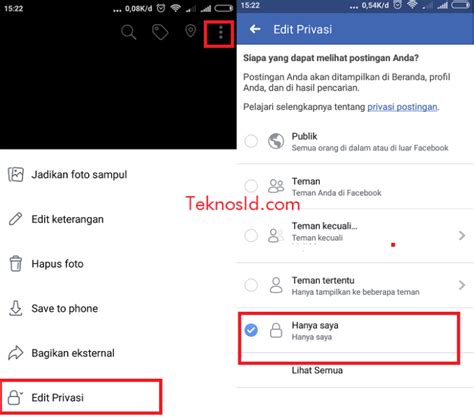 15:22
... 0,08K/d
Jadikan foto sampul
Edit keterangan
Hapus foto
Save to phone
Bagikan eksternal
Edit Privasi
15:22
... 0,54K/d
Edit Privasi
Siapa yang dapat melihat postingan Anda?
Postingan Anda akan ditampilkan di Beranda, profil
Anda, dan di hasil pencarian.
Pelajari selengkapnya tentang privasi postingan.
Publik
Semua orang di dalam atau di luar Facebook
Teman
Teman Anda di Facebook
Teman kecuali...
Teman kecuali
Teman tertentu
Hanya tampilkan ke beberapa teman
Hanya saya
Hanya saya
Lihat Semua
TeknosId.com